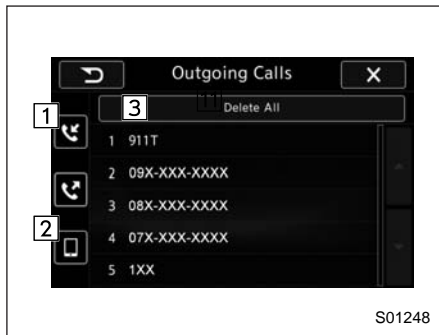 Outgoing Calls X
1
3 11 Delete All
1 911T
2 09X-XXX-XXXX
3 08X-XXX-XXXX
2
4 07X-XXX-XXXX
5 1XX
S01248